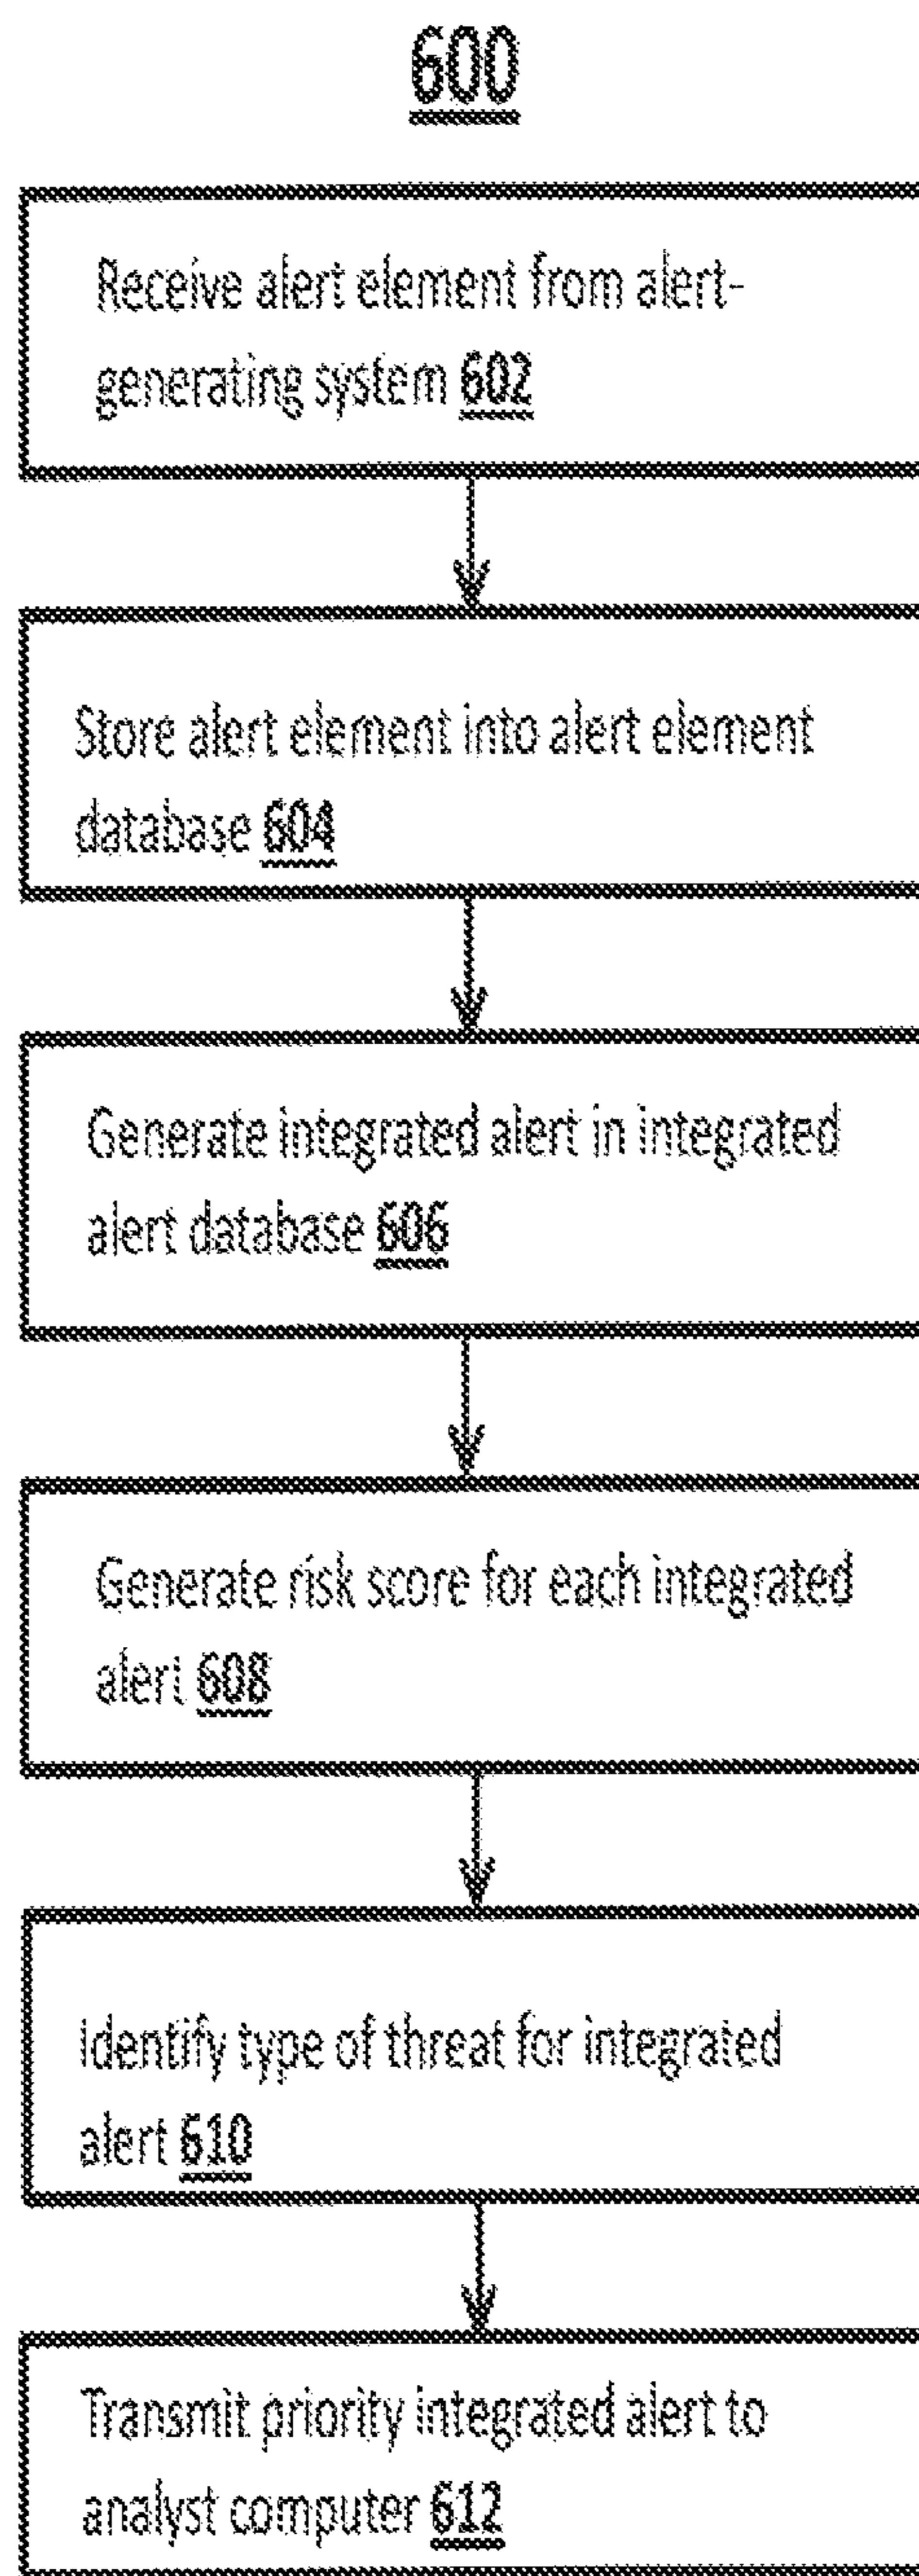 600
Receive alert element from alert-
generating system 602
Store alert element into alert element
database 604
Generate integrated alert in integrated
alert database 606
Generate risk score for each integrated
alert 608
Identify type of threat for integrated
alert 610
Transmit priority integrated alert to
analyst computer 612